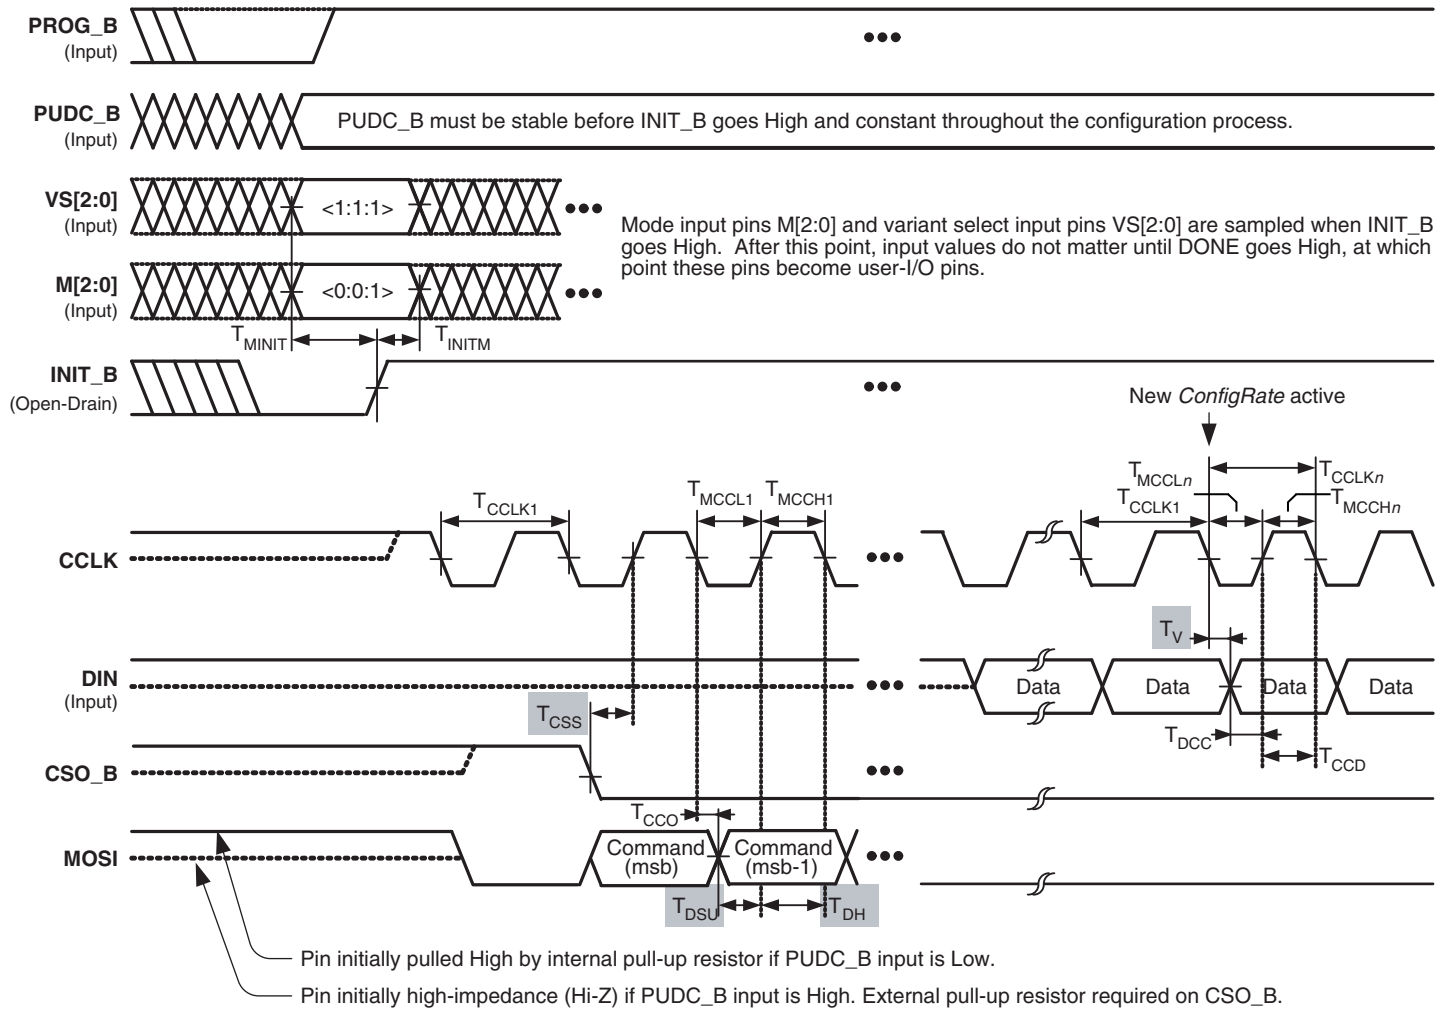 PROG_B
(Input)
PUDC_B
(Input)
PUDC_B must be stable before INIT_B goes High and constant throughout the configuration process.
VS[2:0]
(Input)
<1:1:1>
Mode input pins M[2:0] and variant select input pins VS[2:0] are sampled when INIT_B
goes High. After this point, input values do not matter until DONE goes High, at which
point these pins become user-I/O pins.
M[2:0]
(Input)
<0:0:1>
TMINIT
TINITM
INIT_B
(Open-Drain)
New ConfigRate active
TMCCLn
TCCLKn
TCCLK1
TMCCL1
TMCCH1
TCCLK1
TMCCHn
CCLK
TV
DIN
(Input)
Data
Data
Data
Data
TCSS
TDCC
TCCD
CSO_B
TCCO
MOSI
Command
(msb)
Command
(msb-1)
TDSU
TDH
Pin initially pulled High by internal pull-up resistor if PUDC_B input is Low.
Pin initially high-impedance (Hi-Z) if PUDC_B input is High. External pull-up resistor required on CSO_B.